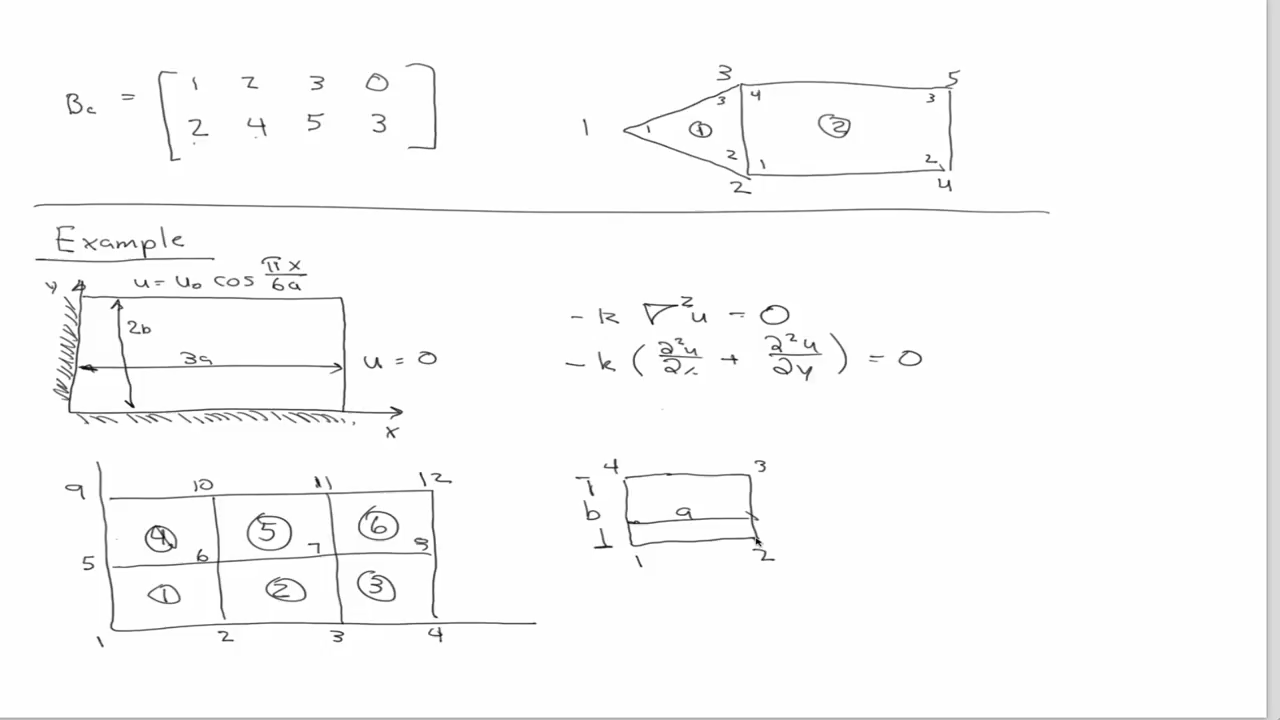 Bc = [ 1 2 3 0
2 4 5 3 ]
1 2 3 4 5
1 2 3 ①
1 2 3 4 ②
Example
y
u = u₀ cos πx/6a
2b
3a
u = 0
x
-k ∇²u = 0
-k ( ∂²u/∂x + ∂²u/∂y ) = 0
9 10 11 12
④ ⑤ ⑥
5 6 7 8
① ② ③
1 2 3 4
4 3
b a
1 2